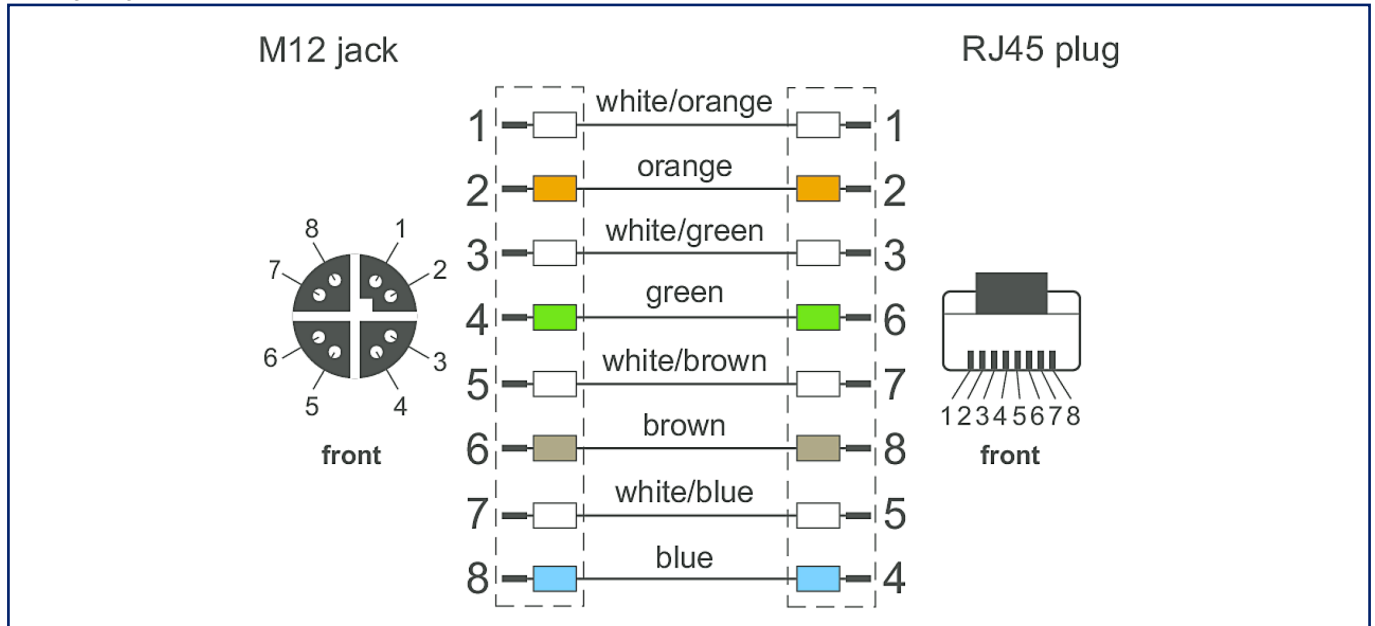 M12 jack
RJ45 plug
white/orange
1 1
orange
2 2
white/green
3 3
green
4 6
white/brown
5 7
brown
6 8
white/blue
7 5
blue
8 4
8 1
7 2
6 3
5 4
front
12345678
front